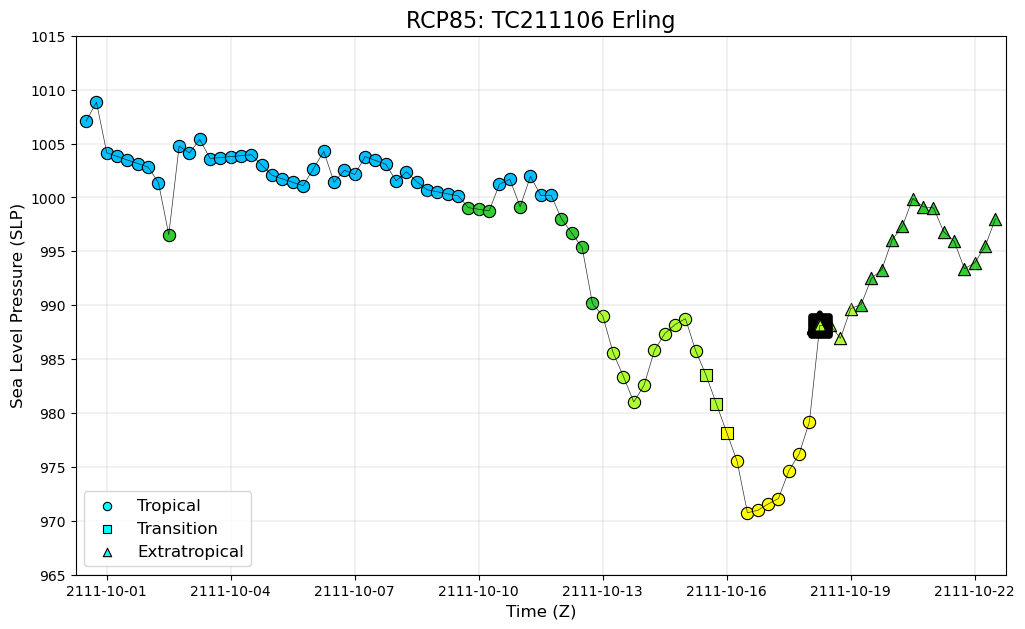 RCP85: TC211106 Erling
1015
1010
1005
1000
995
990
985
980
975
970
965
Sea Level Pressure (SLP)
Tropical
Transition
Extratropical
2111-10-01 2111-10-04 2111-10-07 2111-10-10 2111-10-13 2111-10-16 2111-10-19 2111-10-22
Time (Z)